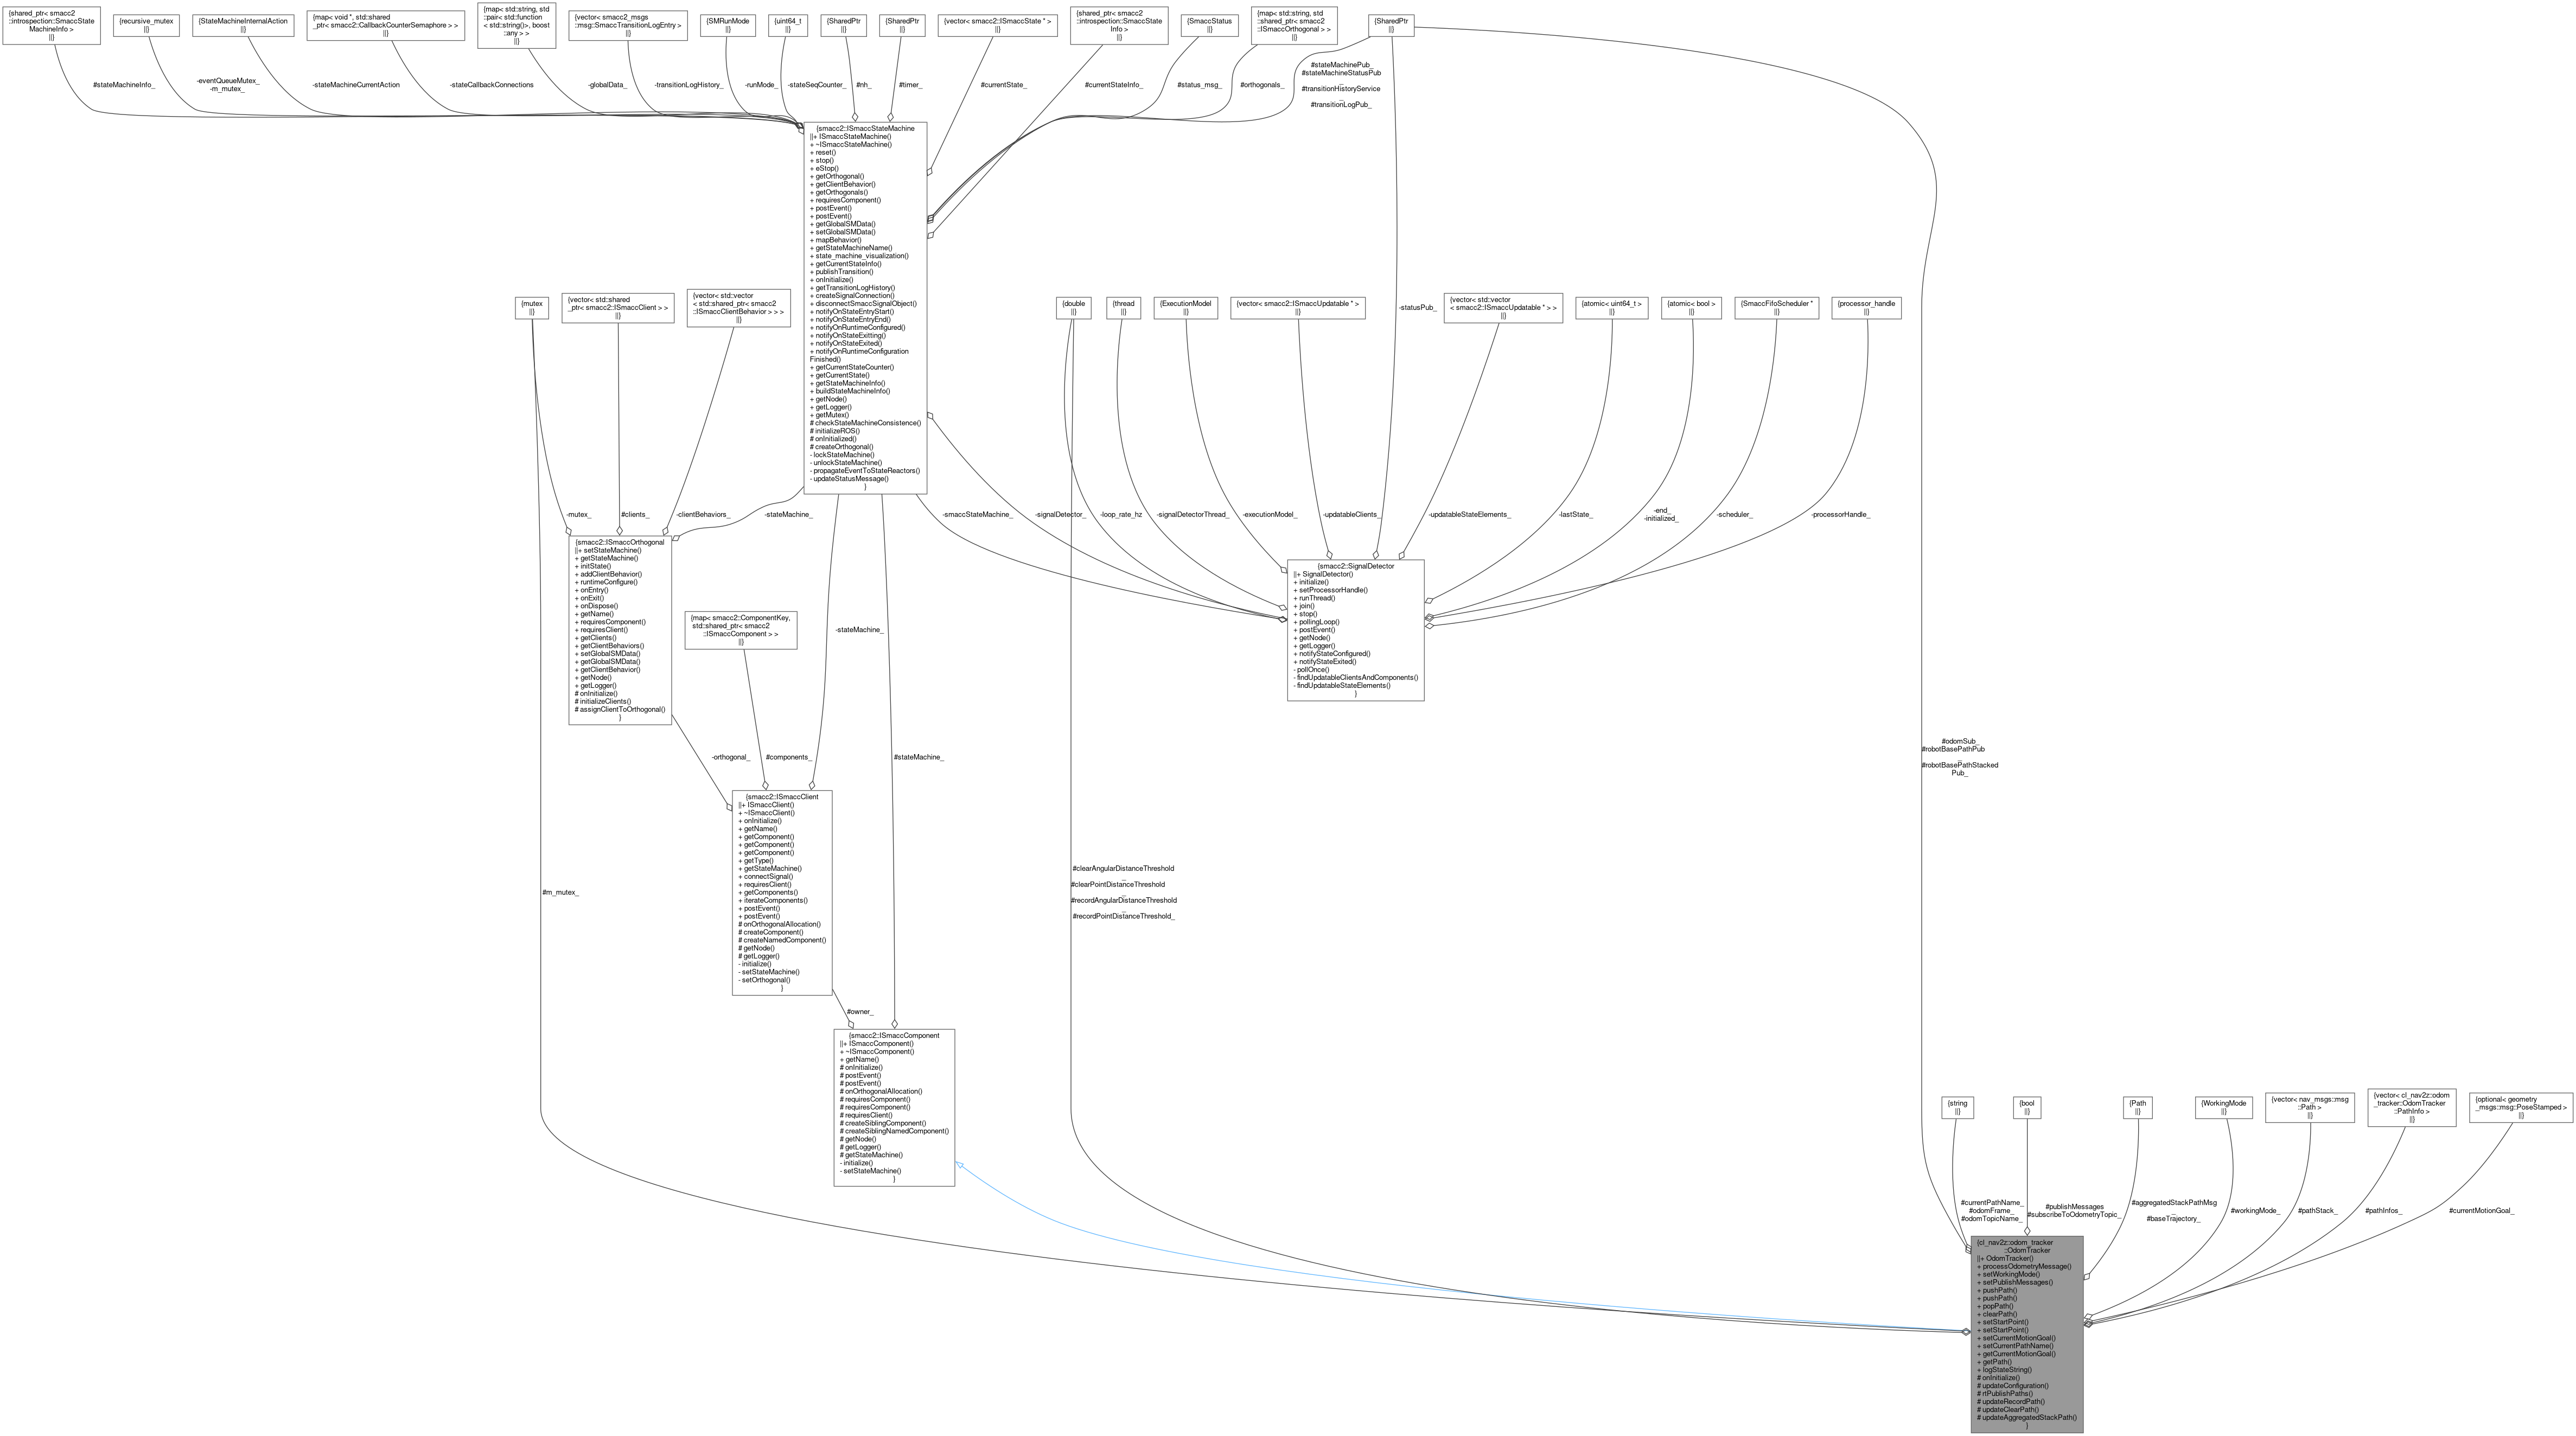 {shared_ptr< smacc2
::introspection::SmaccState
MachineInfo >
||}
{recursive_mutex
||}
{StateMachineInternalAction
||}
{map< void *, std::shared
_ptr< smacc2::CallbackCounterSemaphore > >
||}
{map< std::string, std
::pair< std::function
< std::string()>, boost
::any > >
||}
{vector< smacc2_msgs
::msg::SmaccTransitionLogEntry >
||}
{SMRunMode
||}
{uint64_t
||}
{SharedPtr
||}
{SharedPtr
||}
{vector< smacc2::ISmaccState * >
||}
{shared_ptr< smacc2
::introspection::SmaccState
Info >
||}
{SmaccStatus
||}
{map< std::string, std
::shared_ptr< smacc2
::ISmaccOrthogonal > >
||}
{SharedPtr
||}
#stateMachineInfo_
-eventQueueMutex_
-m_mutex_
-stateMachineCurrentAction
-stateCallbackConnections
-globalData_
-transitionLogHistory_
-runMode_
-stateSeqCounter_
#nh_
#timer_
#currentState_
#currentStateInfo_
#status_msg_
#orthogonals_
#stateMachinePub_
#stateMachineStatusPub
_
#transitionHistoryService
_
#transitionLogPub_
{smacc2::ISmaccStateMachine
||+ ISmaccStateMachine()
+ ~ISmaccStateMachine()
+ reset()
+ stop()
+ eStop()
+ getOrthogonal()
+ getClientBehavior()
+ getOrthogonals()
+ requiresComponent()
+ postEvent()
+ postEvent()
+ getGlobalSMData()
+ setGlobalSMData()
+ mapBehavior()
+ getStateMachineName()
+ state_machine_visualization()
+ getCurrentStateInfo()
+ publishTransition()
+ onInitialize()
+ getTransitionLogHistory()
+ createSignalConnection()
+ disconnectSmaccSignalObject()
+ notifyOnStateEntryStart()
+ notifyOnStateEntryEnd()
+ notifyOnRuntimeConfigured()
+ notifyOnStateExitting()
+ notifyOnStateExited()
+ notifyOnRuntimeConfiguration
Finished()
+ getCurrentStateCounter()
+ getCurrentState()
+ getStateMachineInfo()
+ buildStateMachineInfo()
+ getNode()
+ getLogger()
+ getMutex()
# checkStateMachineConsistence()
# initializeROS()
# onInitialized()
# createOrthogonal()
- lockStateMachine()
- unlockStateMachine()
- propagateEventToStateReactors()
- updateStatusMessage()
}
{mutex
||}
{vector< std::shared
_ptr< smacc2::ISmaccClient > >
||}
{vector< std::vector
< std::shared_ptr< smacc2
::ISmaccClientBehavior > > >
||}
{double
||}
{thread
||}
{ExecutionModel
||}
{vector< smacc2::ISmaccUpdatable * >
||}
-statusPub_
{vector< std::vector
< smacc2::ISmaccUpdatable * > >
||}
{atomic< uint64_t >
||}
{atomic< bool >
||}
{SmaccFifoScheduler *
||}
{processor_handle
||}
-mutex_
#clients_
-clientBehaviors_
-stateMachine_
-smaccStateMachine_
-signalDetector_
-loop_rate_hz
-signalDetectorThread_
-executionModel_
-updatableClients_
-updatableStateElements_
-lastState_
-end_
-initialized_
-scheduler_
-processorHandle_
{smacc2::ISmaccOrthogonal
||+ setStateMachine()
+ getStateMachine()
+ initState()
+ addClientBehavior()
+ runtimeConfigure()
+ onEntry()
+ onExit()
+ onDispose()
+ getName()
+ requiresComponent()
+ requiresClient()
+ getClients()
+ getClientBehaviors()
+ setGlobalSMData()
+ getGlobalSMData()
+ getClientBehavior()
+ getNode()
+ getLogger()
# onInitialize()
# initializeClients()
# assignClientToOrthogonal()
}
{smacc2::SignalDetector
||+ SignalDetector()
+ initialize()
+ setProcessorHandle()
+ runThread()
+ join()
+ stop()
+ pollingLoop()
+ postEvent()
+ getNode()
+ getLogger()
+ notifyStateConfigured()
+ notifyStateExited()
- pollOnce()
- findUpdatableClientsAndComponents()
- findUpdatableStateElements()
}
{map< smacc2::ComponentKey,
std::shared_ptr< smacc2
::ISmaccComponent > >
||}
-stateMachine_
-orthogonal_
#components_
#stateMachine_
#odomSub_
#robotBasePathPub
_
#robotBasePathStacked
Pub_
{smacc2::ISmaccClient
||+ ISmaccClient()
+ ~ISmaccClient()
+ onInitialize()
+ getName()
+ getComponent()
+ getComponent()
+ getComponent()
+ getType()
+ getStateMachine()
+ connectSignal()
+ requiresClient()
+ getComponents()
+ iterateComponents()
+ postEvent()
+ postEvent()
# onOrthogonalAllocation()
# createComponent()
# createNamedComponent()
# getNode()
# getLogger()
- initialize()
- setStateMachine()
- setOrthogonal()
}
#m_mutex_
#clearAngularDistanceThreshold
_
#clearPointDistanceThreshold
_
#recordAngularDistanceThreshold
_
#recordPointDistanceThreshold_
#owner_
{smacc2::ISmaccComponent
||+ ISmaccComponent()
+ ~ISmaccComponent()
+ getName()
# onInitialize()
# postEvent()
# postEvent()
# onOrthogonalAllocation()
# requiresComponent()
# requiresComponent()
# requiresClient()
# createSiblingComponent()
# createSiblingNamedComponent()
# getNode()
# getLogger()
# getStateMachine()
- initialize()
- setStateMachine()
}
{string
||}
{bool
||}
{Path
||}
{WorkingMode
||}
{vector< nav_msgs::msg
::Path >
||}
{vector< cl_nav2z::odom
_tracker::OdomTracker
::PathInfo >
||}
{optional< geometry
_msgs::msg::PoseStamped >
||}
#currentPathName_
#odomFrame_
#odomTopicName_
#publishMessages
#subscribeToOdometryTopic_
#aggregatedStackPathMsg
_
#baseTrajectory_
#workingMode_
#pathStack_
#pathInfos_
#currentMotionGoal_
{cl_nav2z::odom_tracker
::OdomTracker
||+ OdomTracker()
+ processOdometryMessage()
+ setWorkingMode()
+ setPublishMessages()
+ pushPath()
+ pushPath()
+ popPath()
+ clearPath()
+ setStartPoint()
+ setStartPoint()
+ setCurrentMotionGoal()
+ setCurrentPathName()
+ getCurrentMotionGoal()
+ getPath()
+ logStateString()
# onInitialize()
# updateConfiguration()
# rtPublishPaths()
# updateRecordPath()
# updateClearPath()
# updateAggregatedStackPath()
}